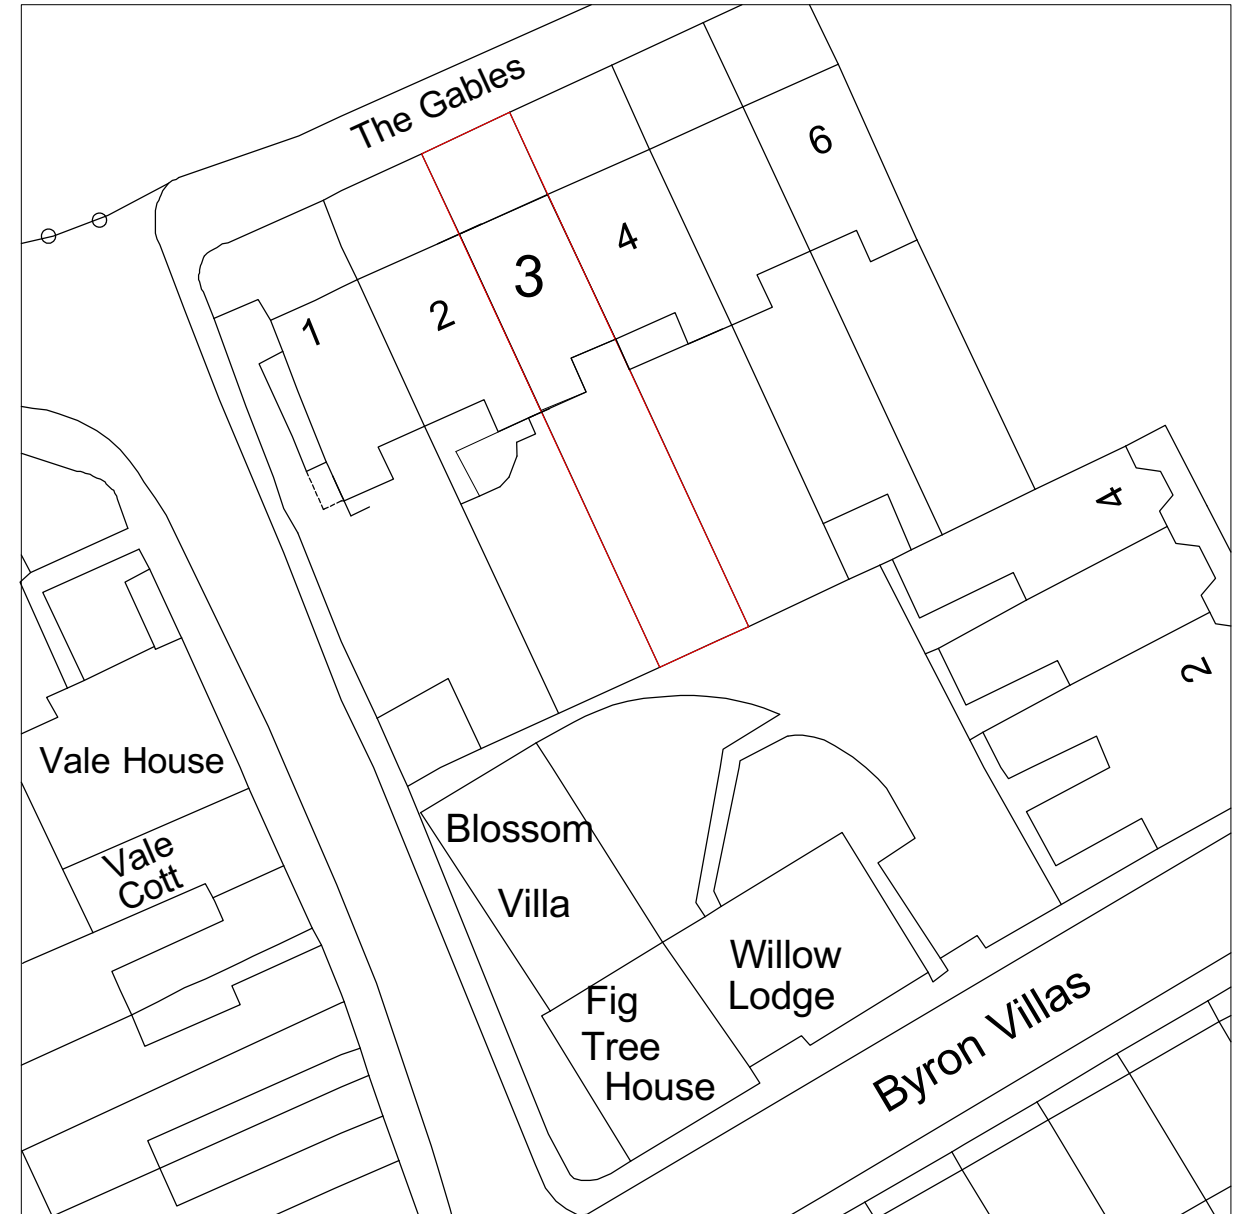 The Gables
6
4
3
2
1
4
2
Vale House
Vale
Cott
Blossom
Villa
Willow
Lodge
Fig
Tree
House
Byron Villas